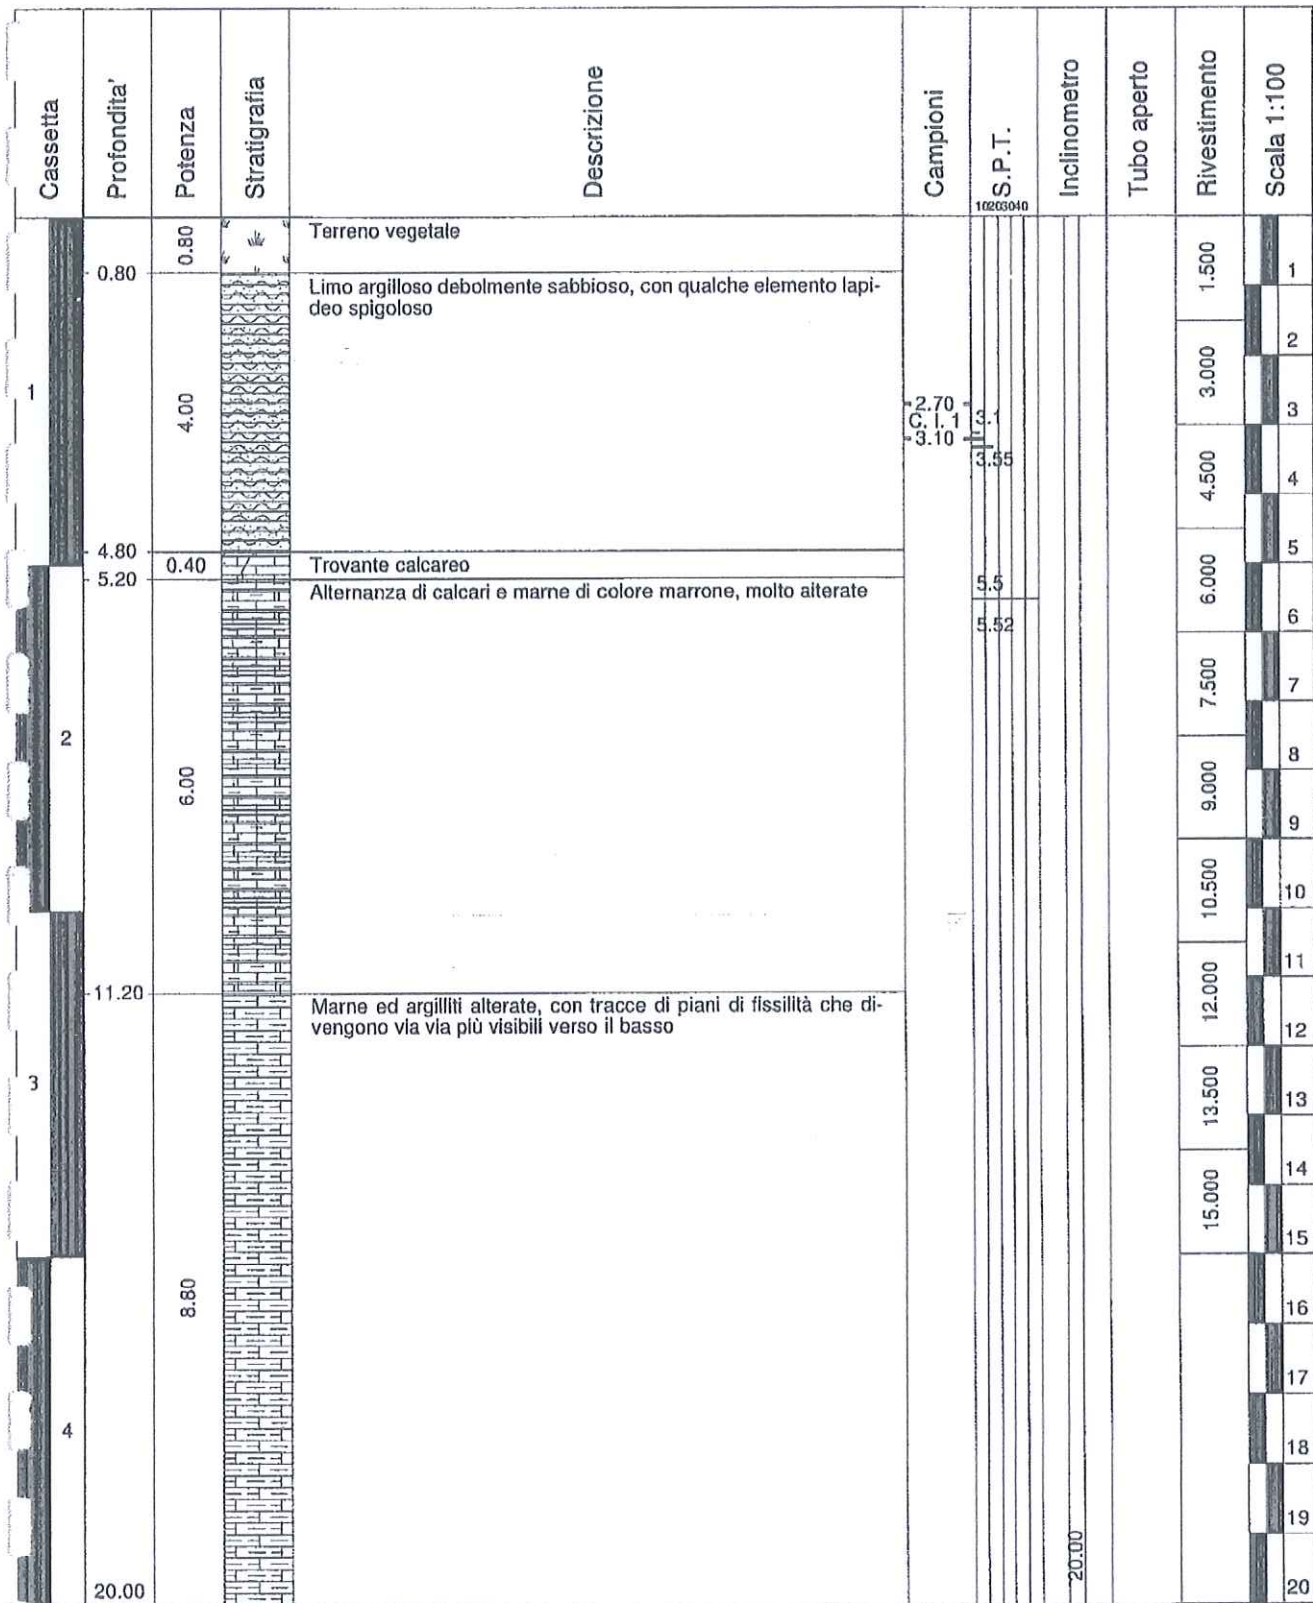 Cassetta
Profondita'
Potenza
Stratigrafia
Descrizione
Campioni
S.P.T.
10203040
Inclinometro
Tubo aperto
Rivestimento
Scala 1:100
0.80
Terreno vegetale
0.80
Limo argilloso debolmente sabbioso, con qualche elemento lapi-
deo spigoloso
1
4.00
2.70
C. I. 1
3.10
3.1
3.55
4.80
0.40
Trovante calcareo
5.20
Alternanza di calcari e marne di colore marrone, molto alterate
5.5
5.52
2
6.00
11.20
Marne ed argilliti alterate, con tracce di piani di fissilità che di-
vengono via via più visibili verso il basso
3
8.80
4
20.00
20.00
1.500
3.000
4.500
6.000
7.500
9.000
10.500
12.000
13.500
15.000
1
2
3
4
5
6
7
8
9
10
11
12
13
14
15
16
17
18
19
20